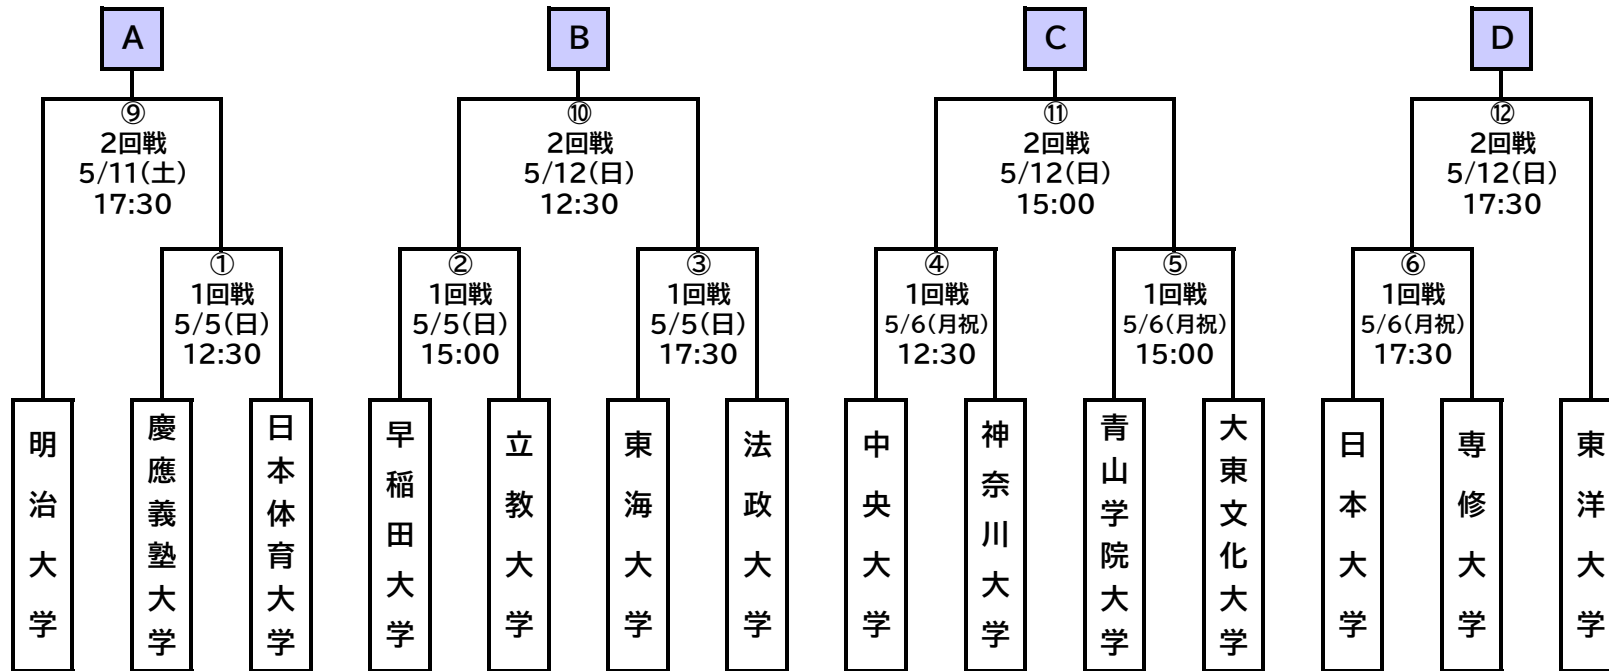 A
B
C
D
⑨
2回戦
5/11(土)
17:30
⑩
2回戦
5/12(日)
12:30
⑪
2回戦
5/12(日)
15:00
⑫
2回戦
5/12(日)
17:30
①
1回戦
5/5(日)
12:30
②
1回戦
5/5(日)
15:00
③
1回戦
5/5(日)
17:30
④
1回戦
5/6(月祝)
12:30
⑤
1回戦
5/6(月祝)
15:00
⑥
1回戦
5/6(月祝)
17:30
明治大学
慶應義塾大学
日本体育大学
早稲田大学
立教大学
東海大学
法政大学
中央大学
神奈川大学
青山学院大学
大東文化大学
日本大学
専修大学
東洋大学